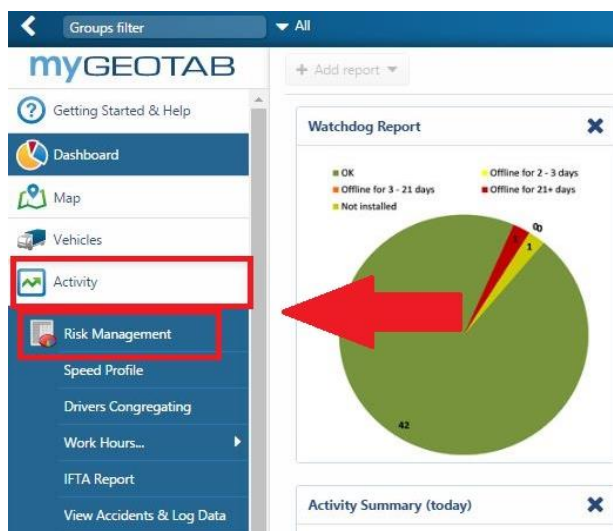 Groups filter
All
myGEOTAB
+ Add report
Getting Started & Help
Dashboard
Map
Vehicles
Activity
Risk Management
Speed Profile
Drivers Congregating
Work Hours...
IFTA Report
View Accidents & Log Data
Watchdog Report
OK
Offline for 2 - 3 days
Offline for 3 - 21 days
Offline for 21+ days
Not installed
0
0
1
42
Activity Summary (today)